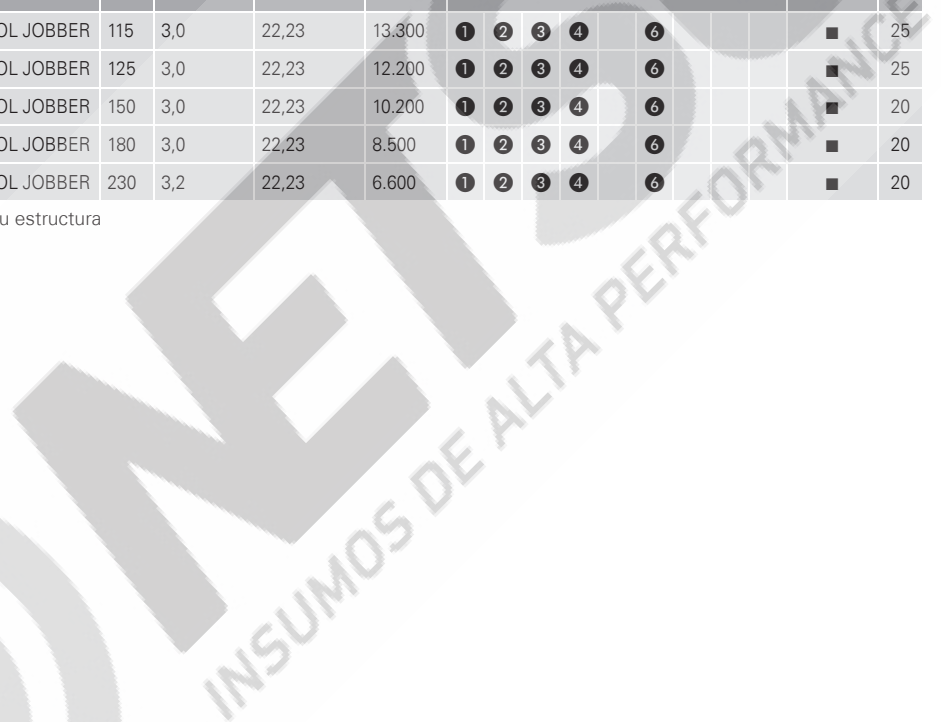 OL JOBBER 115 3,0 22,23 13.300 ❶ ❷ ❸ ❹ ❻ ■ 25
OL JOBBER 125 3,0 22,23 12.200 ❶ ❷ ❸ ❹ ❻ ■ 25
OL JOBBER 150 3,0 22,23 10.200 ❶ ❷ ❸ ❹ ❻ ■ 20
OL JOBBER 180 3,0 22,23 8.500 ❶ ❷ ❸ ❹ ❻ ■ 20
OL JOBBER 230 3,2 22,23 6.600 ❶ ❷ ❸ ❹ ❻ ■ 20
u estructura
NETS
INSUMOS DE ALTA PERFORMANCE